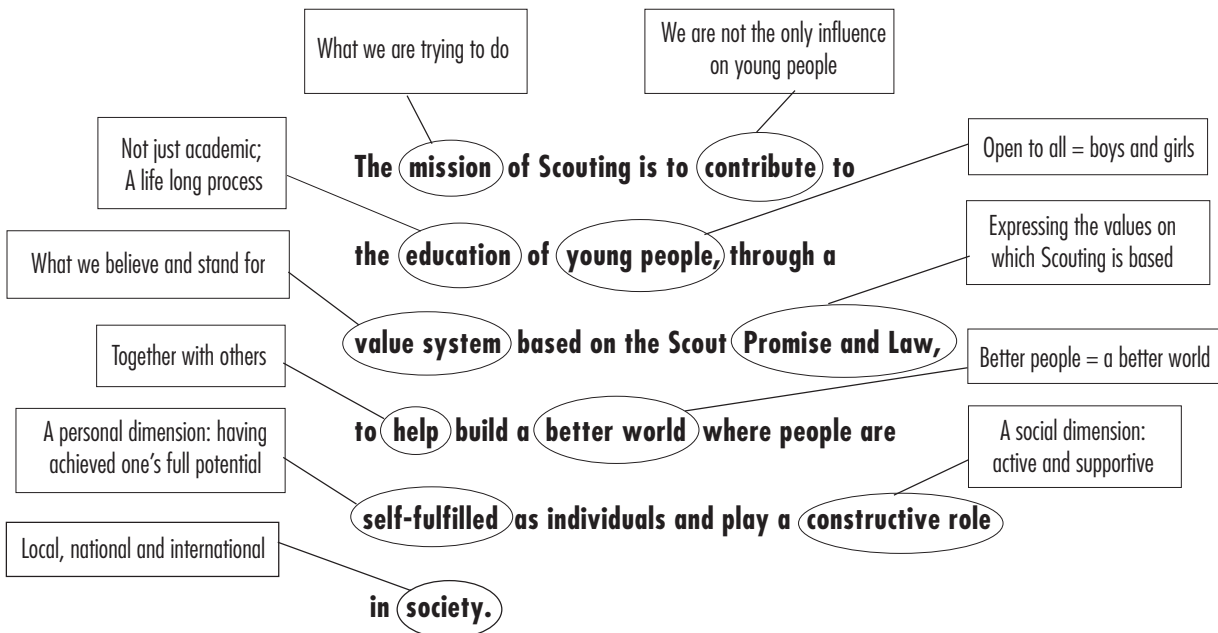 What we are trying to do
We are not the only influence
on young people
Not just academic;
A life long process
Open to all = boys and girls
The mission of Scouting is to contribute to
Expressing the values on
which Scouting is based
the education of young people, through a
What we believe and stand for
value system based on the Scout Promise and Law,
Together with others
Better people = a better world
to help build a better world where people are
A personal dimension: having
achieved one's full potential
A social dimension:
active and supportive
self-fulfilled as individuals and play a constructive role
Local, national and international
in society.